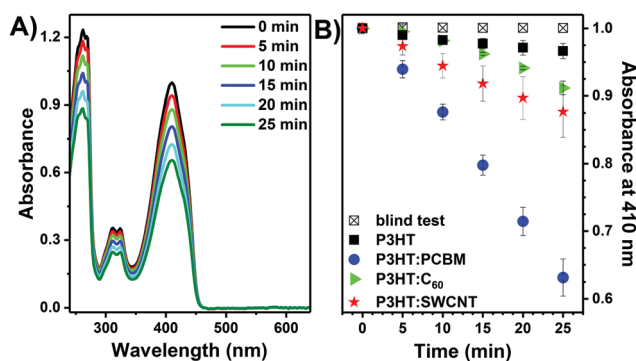 A)
1.2
0.9
0.6
0.3
0.0
Absorbance
300 400 500 600
Wavelength (nm)
0 min
5 min
10 min
15 min
20 min
25 min
B)
1.0
0.9
0.8
0.7
0.6
Absorbance at 410 nm
blind test
P3HT
P3HT:PCBM
P3HT:C₆₀
P3HT:SWCNT
0 5 10 15 20 25
Time (min)